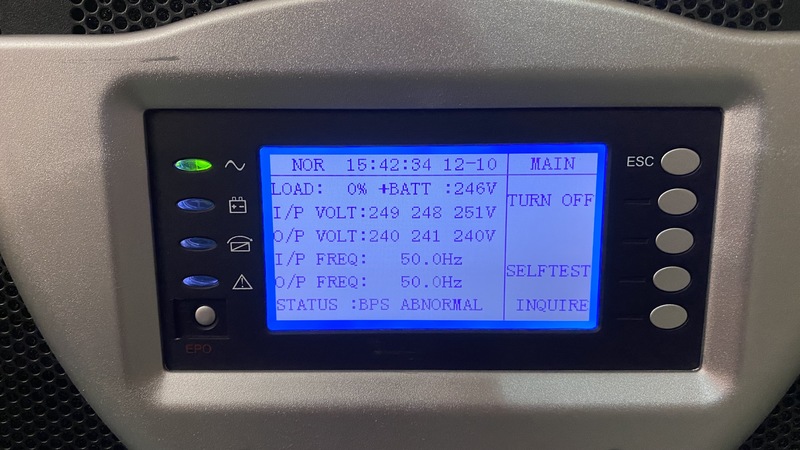 NOR 15:42:34 12-10 MAIN
ESC
LOAD: 0% +BATT :246V
TURN OFF
I/P VOLT:249 248 251V
O/P VOLT:240 241 240V
I/P FREQ: 50.0Hz
SELFTEST
O/P FREQ: 50.0Hz
STATUS :BPS ABNORMAL
INQUIRE
EPO